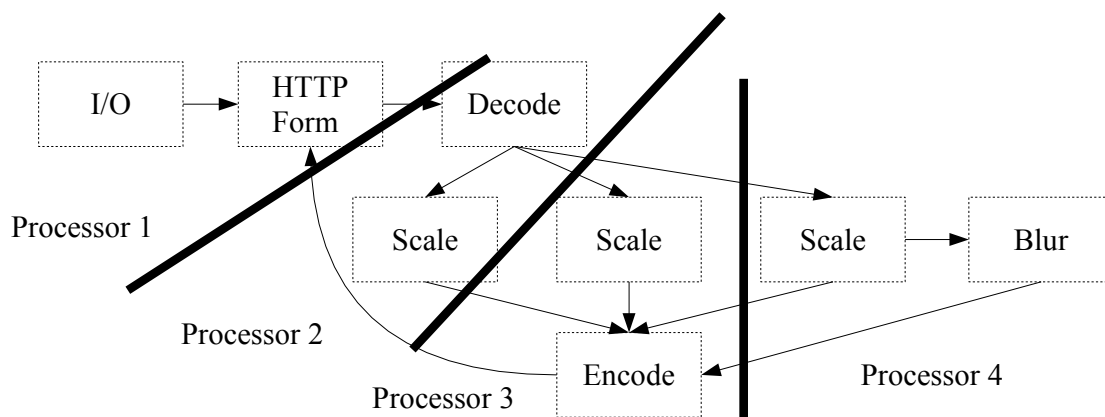 I/O
HTTP
Form
Decode
Processor 1
Scale
Scale
Scale
Blur
Processor 2
Processor 3
Encode
Processor 4